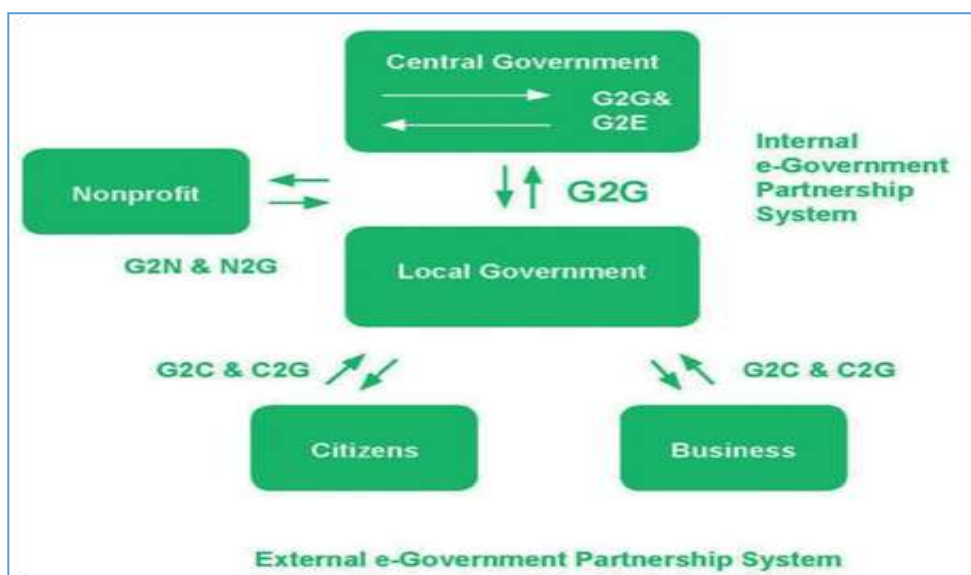 Central Government
G2G&
G2E
Internal
e-Government
Partnership
System
Nonprofit
G2G
G2N & N2G
Local Government
G2C & C2G
G2C & C2G
Citizens
Business
External e-Government Partnership System